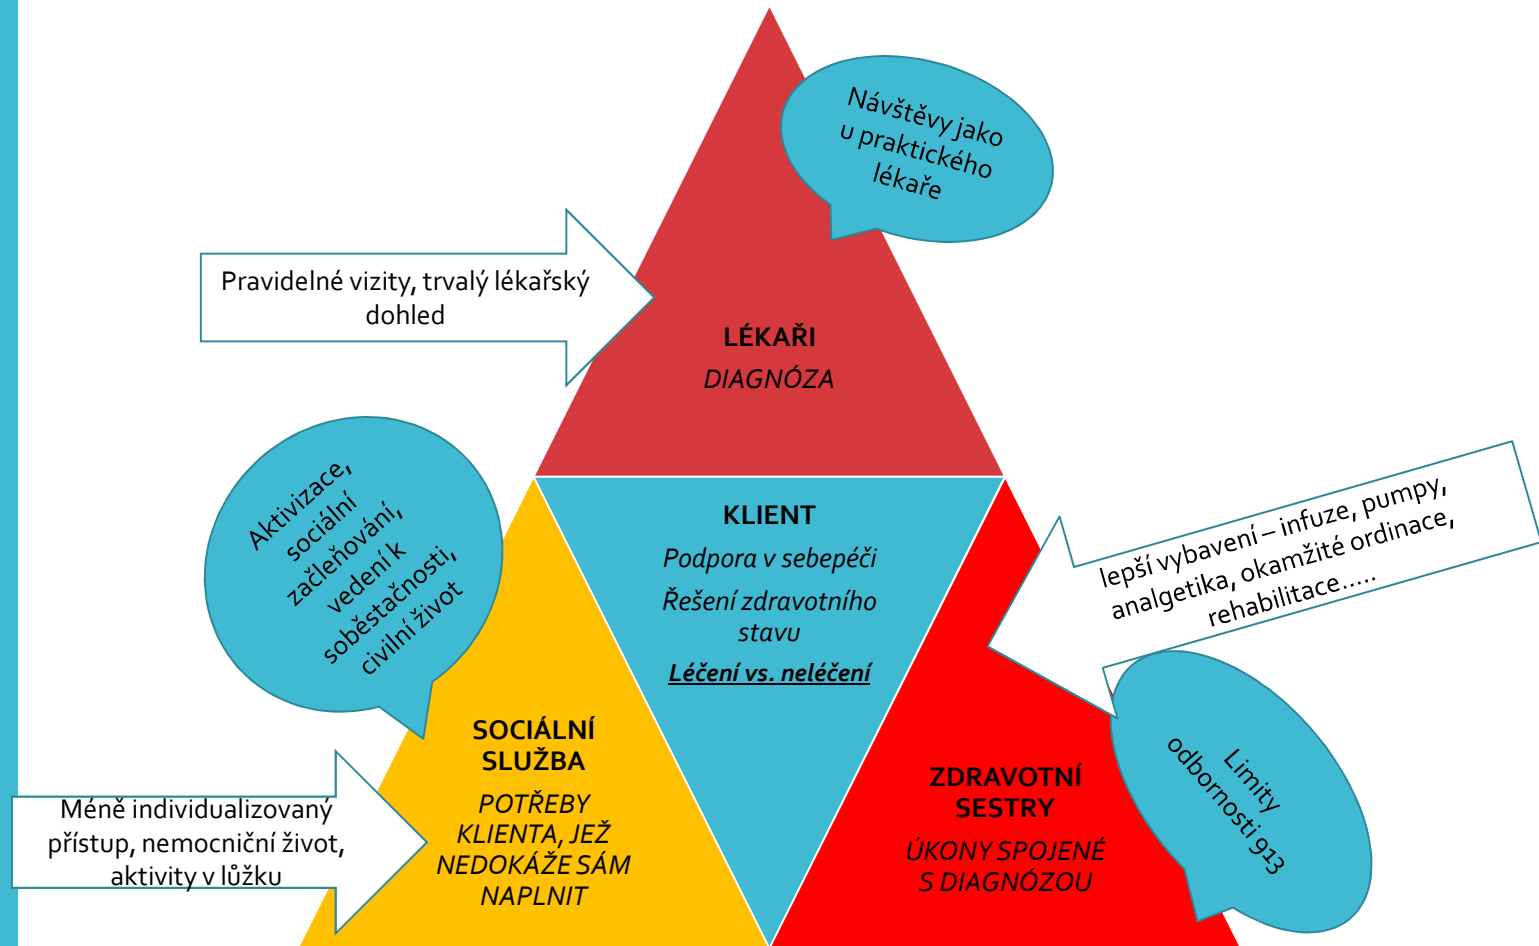 Návštěvy jako
u praktického
lékaře
Pravidelné vizity, trvalý lékařský
dohled
LÉKAŘI
DIAGNÓZA
Aktivizace,
sociální
začleňování,
vedení k
soběstačnosti,
civilní život
KLIENT
Podpora v sebepéči
Řešení zdravotního
stavu
Léčení vs. neléčení
lepší vybavení – infuze, pumpy,
analgetika, okamžité ordinace,
rehabilitace…..
SOCIÁLNÍ
SLUŽBA
POTŘEBY
KLIENTA, JEŽ
NEDOKÁŽE SÁM
NAPLNIT
Méně individualizovaný
přístup, nemocniční život,
aktivity v lůžku
ZDRAVOTNÍ
SESTRY
ÚKONY SPOJENÉ
S DIAGNÓZOU
Limity
odbornosti 913